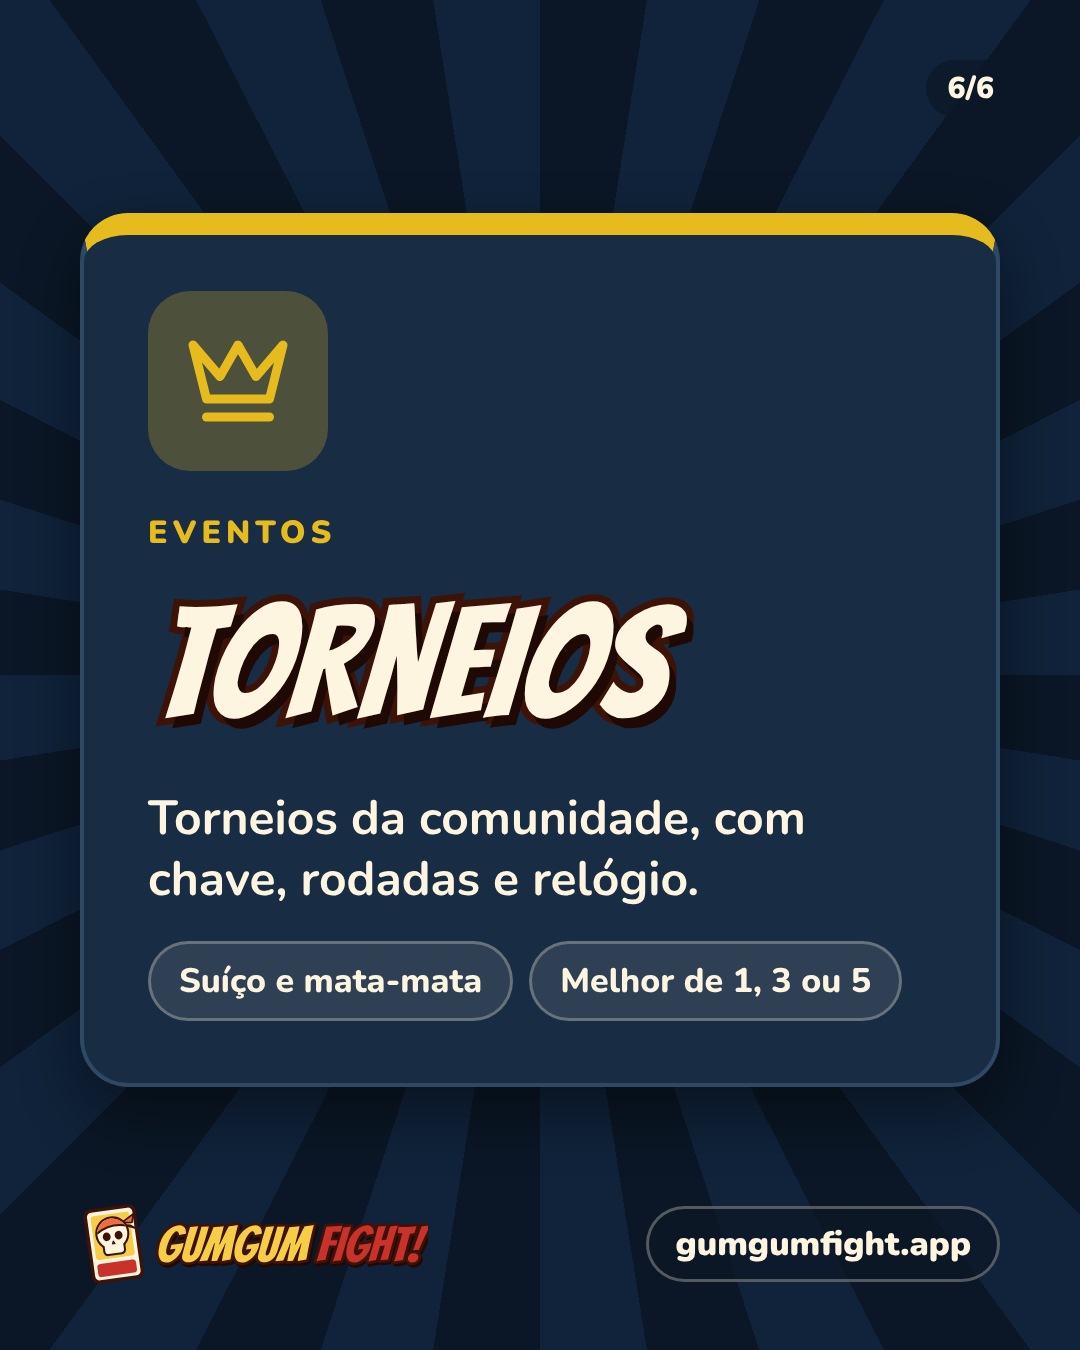 6/6
EVENTOS
TORNEIOS
Torneios da comunidade, com
chave, rodadas e relógio.
Suíço e mata-mata
Melhor de 1, 3 ou 5
GUMGUM FIGHT!
gumgumfight.app